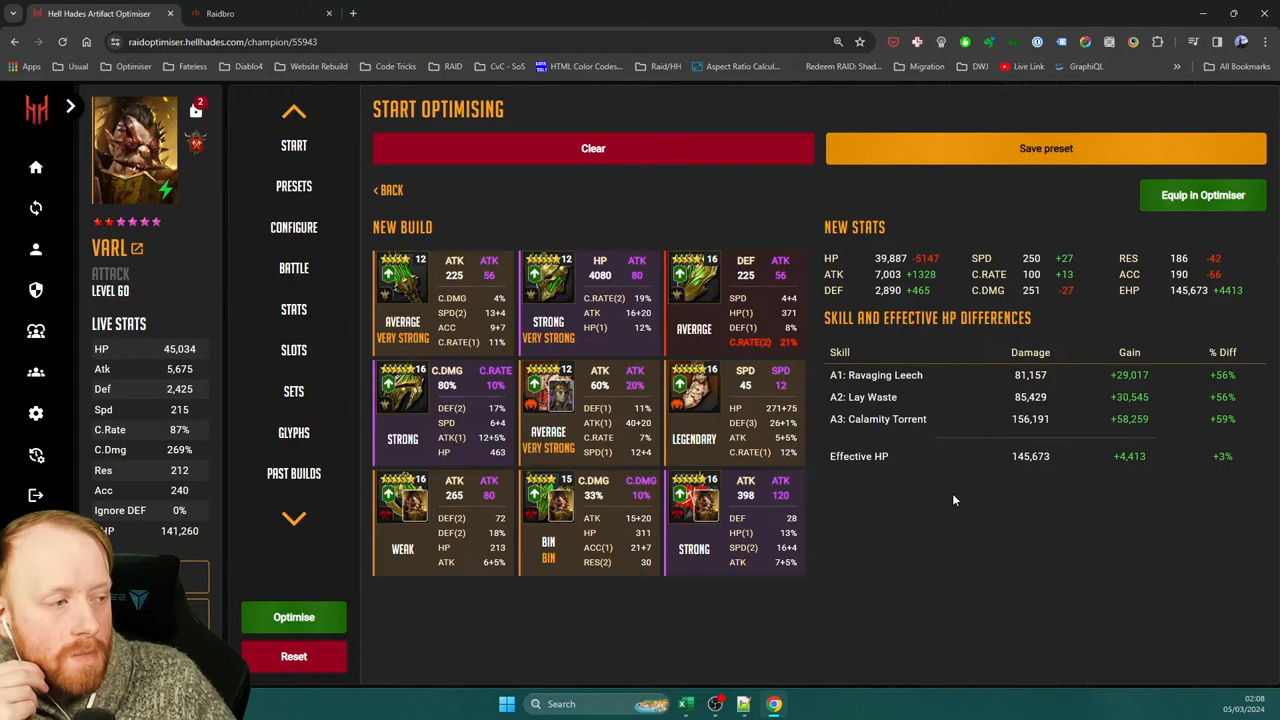 Hell Hades Artifact Optimiser
Raidbro
raidoptimiser.hellhades.com/champion/55943
Apps
Usual
Optimiser
Fateless
Diablo4
Website Rebuild
Code Tricks
RAID
CvC - SoS
HTML Color Codes...
Raid/HH
Aspect Ratio Calcul...
Redeem RAID: Shad...
Migration
DWJ
Live Link
GraphiQL
All Bookmarks
2
VARL
ATTACK
LEVEL 60
LIVE STATS
HP 45,034
Atk 5,675
Def 2,425
Spd 215
C.Rate 87%
C.Dmg 269%
Res 212
Acc 240
Ignore DEF 0%
141,260
START
PRESETS
CONFIGURE
BATTLE
STATS
SLOTS
SETS
GLYPHS
PAST BUILDS
Optimise
Reset
START OPTIMISING
Clear
Save preset
< BACK
Equip in Optimiser
NEW BUILD
12
ATK ATK
225 56
C.DMG 4%
SPD(2) 13+4
ACC 9+7
C.RATE(1) 11%
AVERAGE
VERY STRONG
12
HP ATK
4080 80
C.RATE(2) 19%
ATK 16+20
HP(1) 12%
STRONG
VERY STRONG
16
DEF ATK
225 56
SPD 4+4
HP(1) 371
DEF(1) 8%
C.RATE(2) 21%
AVERAGE
16
C.DMG C.RATE
80% 10%
DEF(2) 17%
SPD 6+4
ATK(1) 12+5%
HP 463
STRONG
12
ATK ATK
60% 20%
DEF(1) 11%
ATK(1) 40+20
C.RATE 7%
SPD(1) 12+4
AVERAGE
VERY STRONG
16
SPD SPD
45 12
HP 271+75
DEF(3) 26+1%
ATK 5+5%
C.RATE(1) 12%
LEGENDARY
16
ATK ATK
265 80
DEF(2) 72
DEF(2) 18%
HP 213
ATK 6+5%
WEAK
15
C.DMG C.DMG
33% 10%
ATK 15+20
HP 311
ACC(1) 21+7
RES(2) 30
BIN
BIN
16
ATK ATK
398 120
DEF 28
HP(1) 13%
SPD(2) 16+4
ATK 7+5%
STRONG
NEW STATS
HP 39,887 -5147 SPD 250 +27 RES 186 -42
ATK 7,003 +1328 C.RATE 100 +13 ACC 190 -66
DEF 2,890 +465 C.DMG 251 -27 EHP 145,673 +4413
SKILL AND EFFECTIVE HP DIFFERENCES
Skill Damage Gain % Diff
A1: Ravaging Leech 81,157 +29,017 +56%
A2: Lay Waste 85,429 +30,545 +56%
A3: Calamity Torrent 156,191 +58,259 +59%
Effective HP 145,673 +4,413 +3%
Search
02:08
05/03/2024